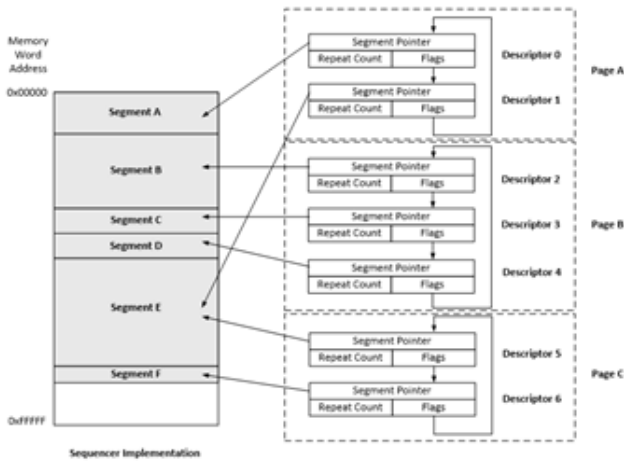 Memory
Word
Address
0x00000
Segment A
Segment B
Segment C
Segment D
Segment E
Segment F
0xFFFFF
Sequencer Implementation
Segment Pointer
Repeat Count Flags
Descriptor 0
Segment Pointer
Repeat Count Flags
Descriptor 1
Page A
Segment Pointer
Repeat Count Flags
Descriptor 2
Segment Pointer
Repeat Count Flags
Descriptor 3
Segment Pointer
Repeat Count Flags
Descriptor 4
Page B
Segment Pointer
Repeat Count Flags
Descriptor 5
Segment Pointer
Repeat Count Flags
Descriptor 6
Page C